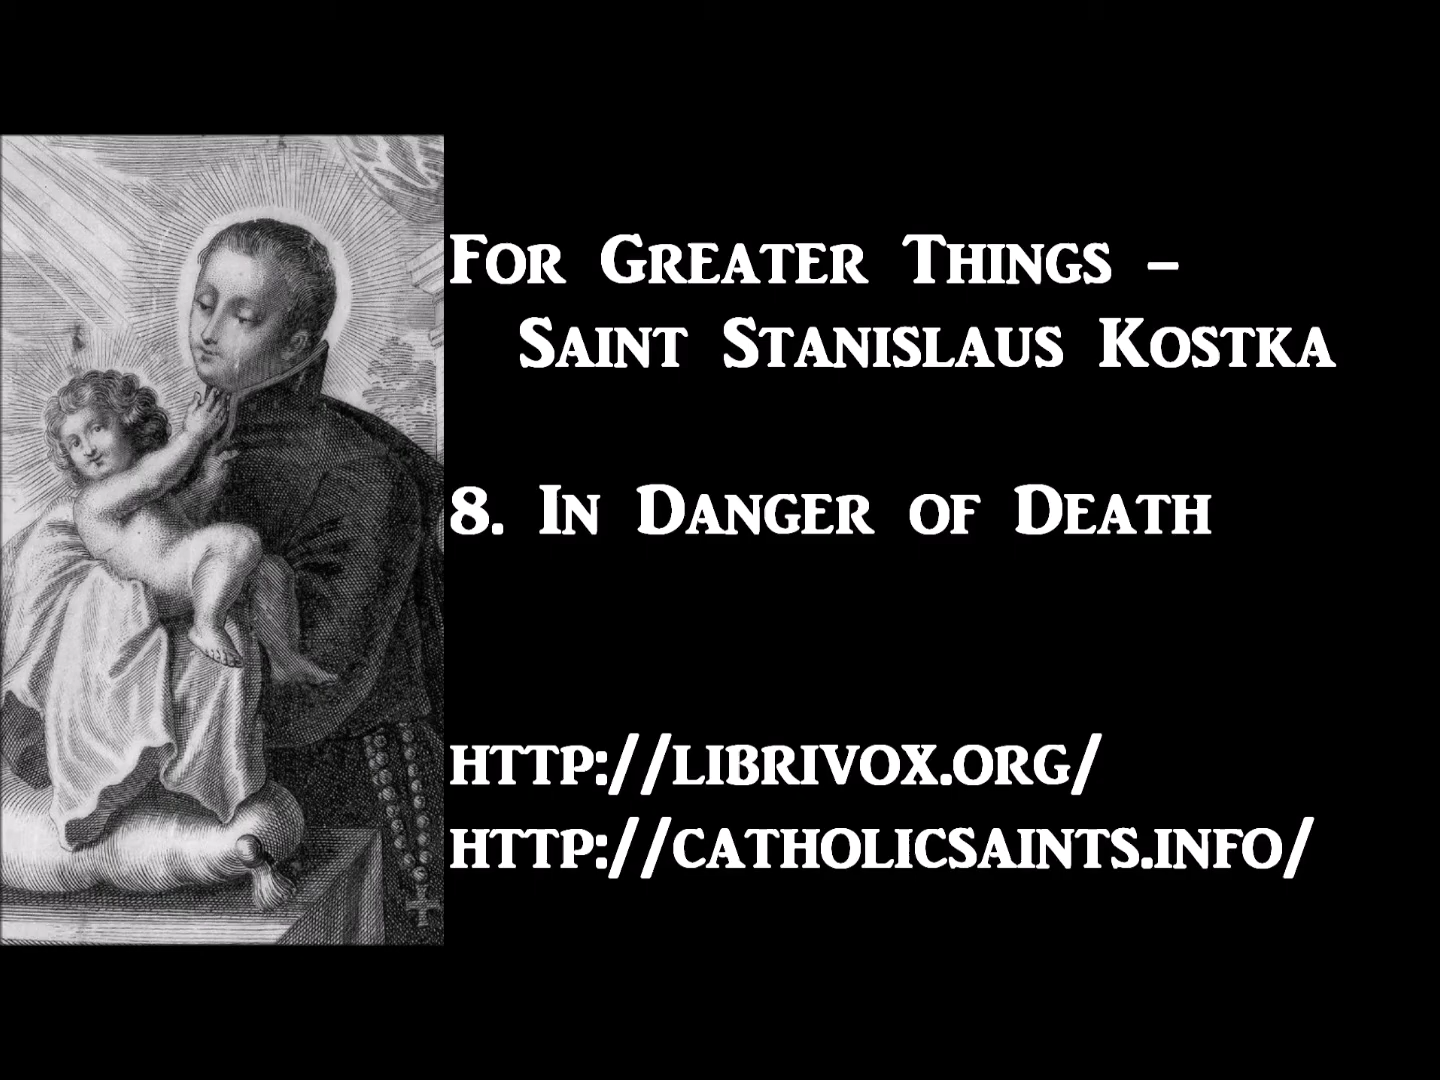 For Greater Things –
Saint Stanislaus Kostka
8. In Danger of Death
http://librivox.org/
http://catholicsaints.info/